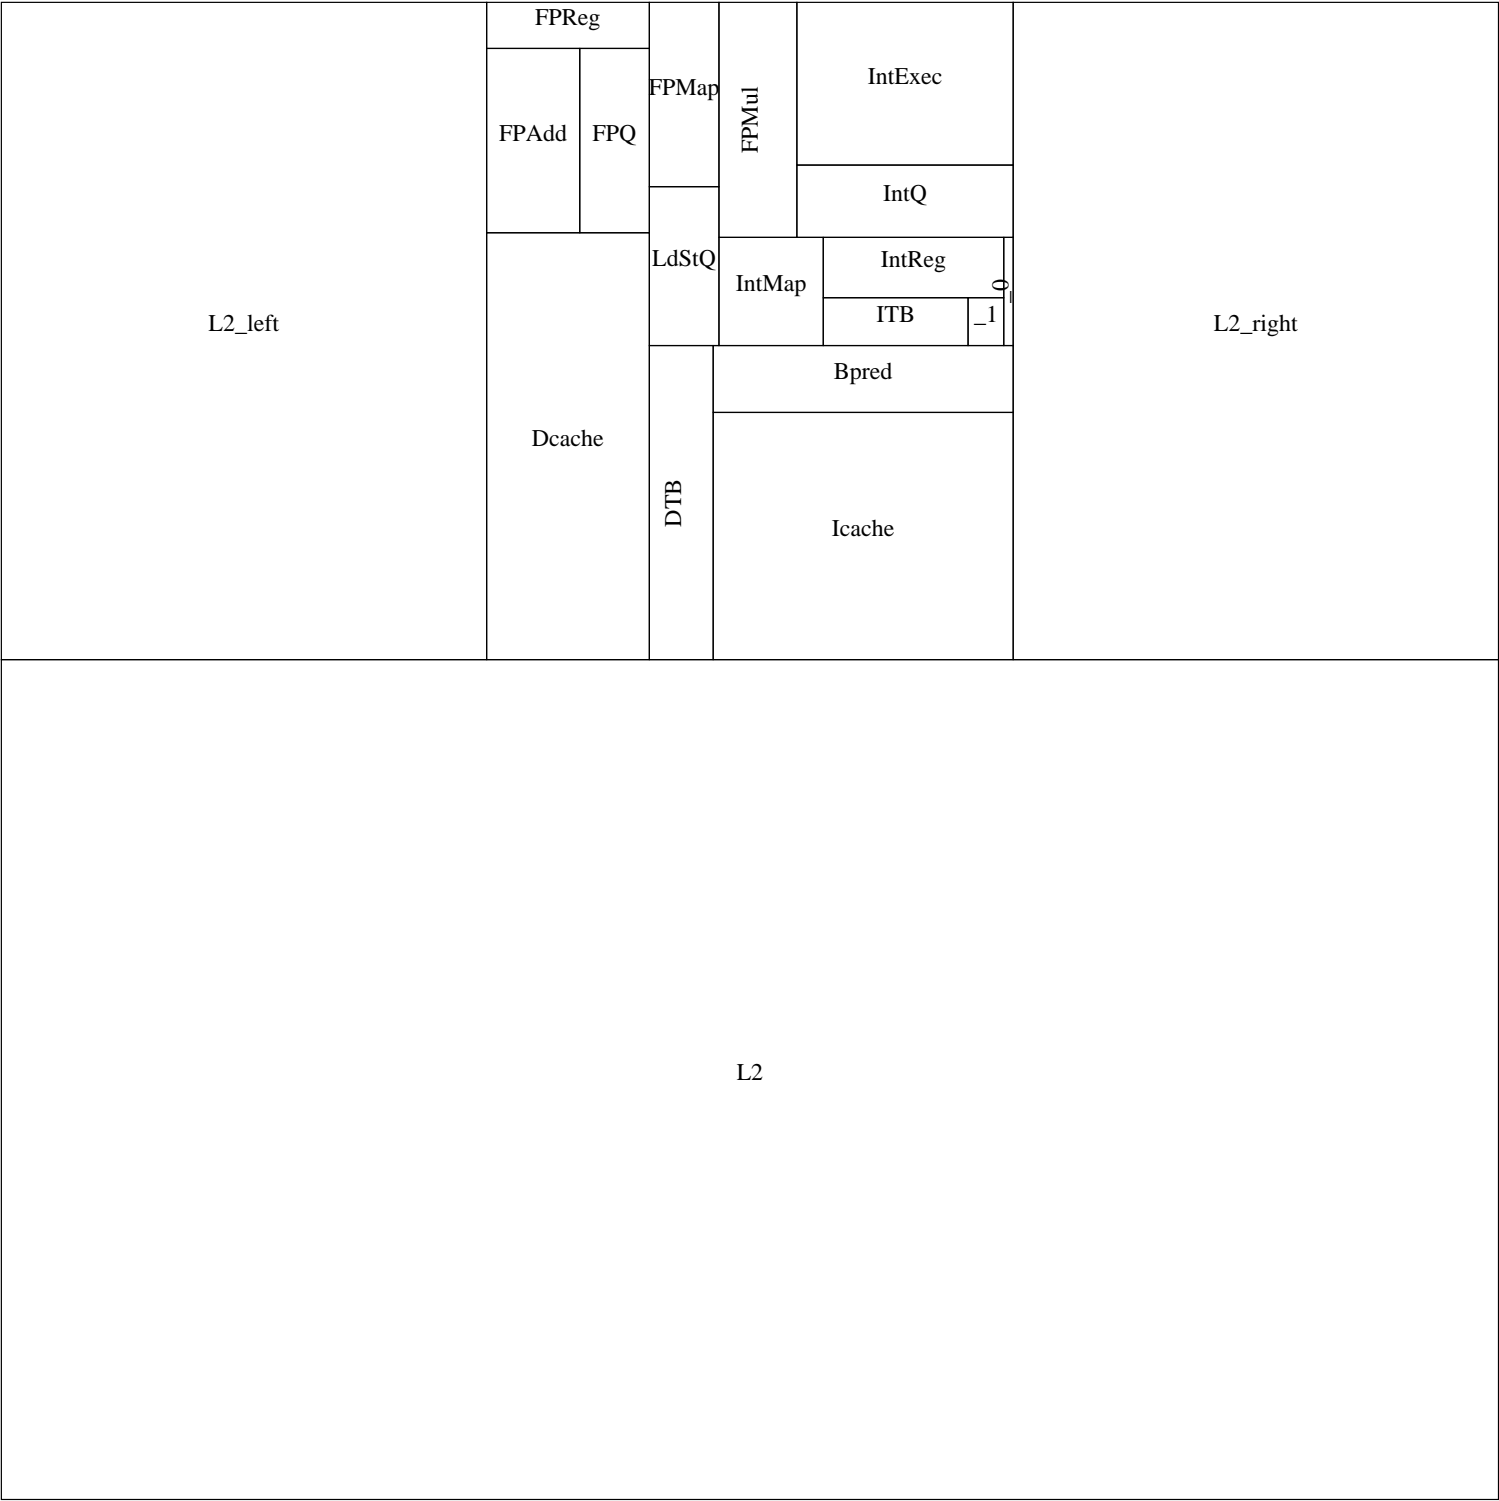 FPReg
FPMap
FPMul
IntExec
FPAdd
FPQ
IntQ
LdStQ
IntMap
IntReg
_0
ITB
_1
L2_left
L2_right
Bpred
Dcache
DTB
Icache
L2